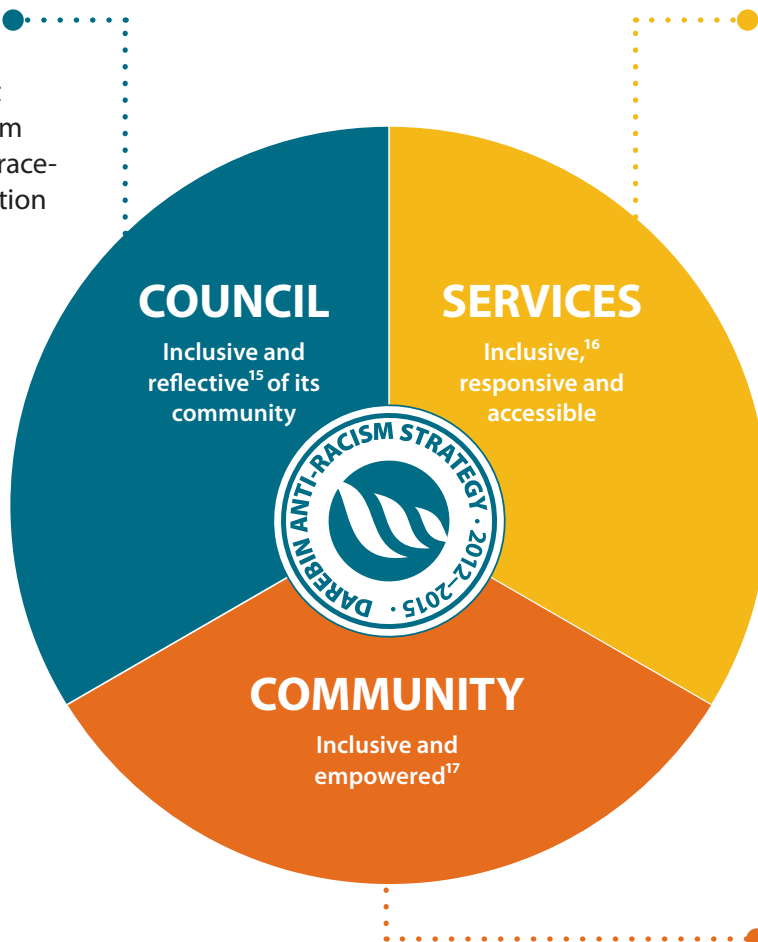 m
race-
tion
COUNCIL
Inclusive and
reflective¹⁵ of its
community
SERVICES
Inclusive,¹⁶
responsive and
accessible
DAREBIN ANTI-RACISM STRATEGY · 2012–2015 ·
COMMUNITY
Inclusive and
empowered¹⁷